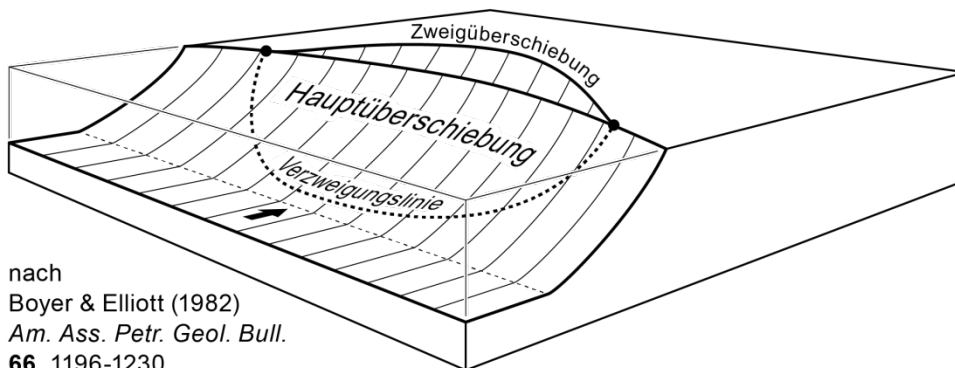 Zweigüberschiebung
Hauptüberschiebung
Verzweigungslinie
nach
Boyer & Elliott (1982)
Am. Ass. Petr. Geol. Bull.
66, 1196-1230